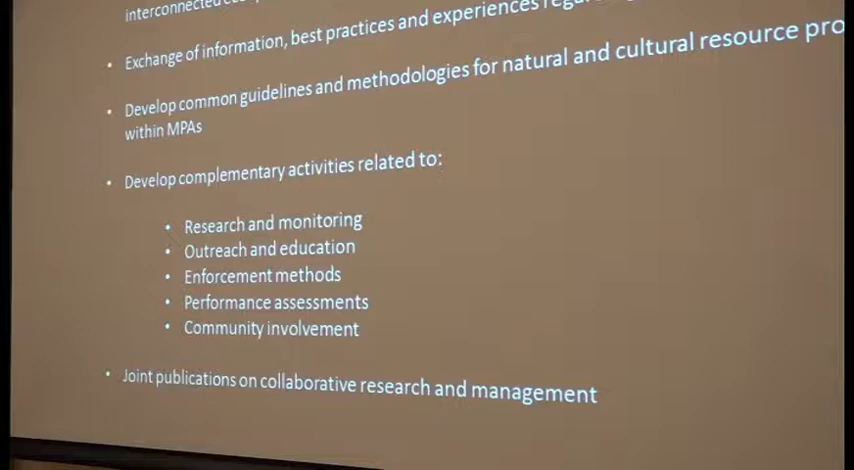 interconnected
• Exchange of information, best practices and experiences
• Develop common guidelines and methodologies for natural and cultural resource
within MPAs
• Develop complementary activities related to:
• Research and monitoring
• Outreach and education
• Enforcement methods
• Performance assessments
• Community involvement
• Joint publications on collaborative research and management